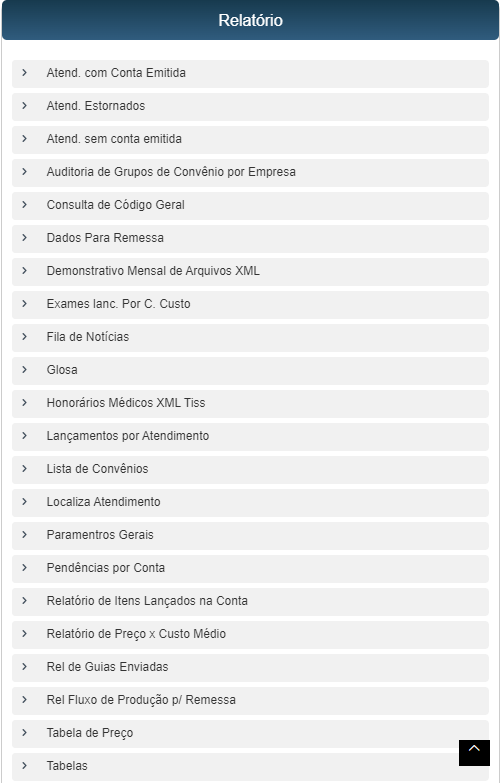 Relatório
Atend. com Conta Emitida
Atend. Estornados
Atend. sem conta emitida
Auditoria de Grupos de Convênio por Empresa
Consulta de Código Geral
Dados Para Remessa
Demonstrativo Mensal de Arquivos XML
Exames lanc. Por C. Custo
Fila de Notícias
Glosa
Honorários Médicos XML Tiss
Lançamentos por Atendimento
Lista de Convênios
Localiza Atendimento
Paramentros Gerais
Pendências por Conta
Relatório de Itens Lançados na Conta
Relatório de Preço x Custo Médio
Rel de Guias Enviadas
Rel Fluxo de Produção p/ Remessa
Tabela de Preço
Tabelas